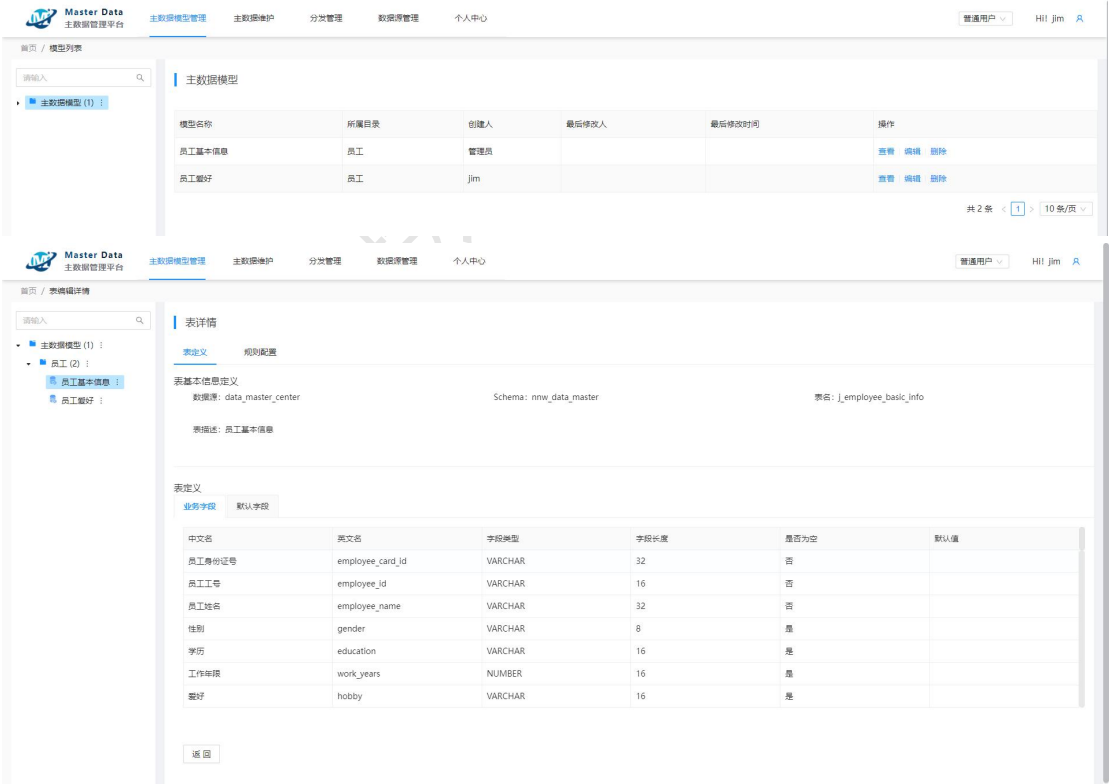 Master Data
主数据管理平台
主数据模型管理 主数据维护 分发管理 数据源管理 个人中心 普通用户 Hi! jim
首页 / 模型列表
请输入
主数据模型 (1)
主数据模型
模型名称 所属目录 创建人 最后修改人 最后修改时间 操作
员工基本信息 员工 管理员 查看 编辑 删除
员工爱好 员工 jim 查看 编辑 删除
共 2 条 < 1 > 10 条/页
Master Data
主数据管理平台
主数据模型管理 主数据维护 分发管理 数据源管理 个人中心 普通用户 Hi! jim
首页 / 表编辑详情
请输入
主数据模型 (1)
员工 (2)
员工基本信息
员工爱好
表详情
表定义 规则配置
表基本信息定义
数据源: data_master_center Schema: nnw_data_master 表名: j_employee_basic_info
表描述: 员工基本信息
表定义
业务字段 默认字段
中文名 英文名 字段类型 字段长度 是否为空 默认值
员工身份证号 employee_card_id VARCHAR 32 否
员工工号 employee_id VARCHAR 16 否
员工姓名 employee_name VARCHAR 32 否
性别 gender VARCHAR 8 是
学历 education VARCHAR 16 是
工作年限 work_years NUMBER 16 是
爱好 hobby VARCHAR 16 是
返 回